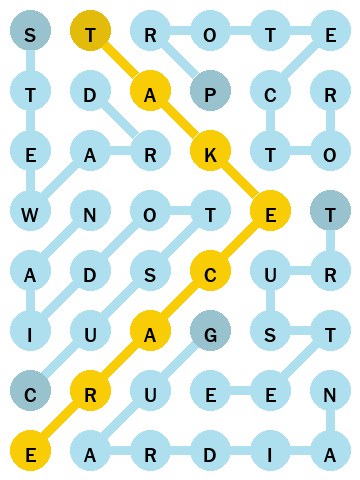 S T R O T E
T D A P C R
E A R K T O
W N O T E T
A D S C U R
I U A G S T
C R U E E N
E A R D I A